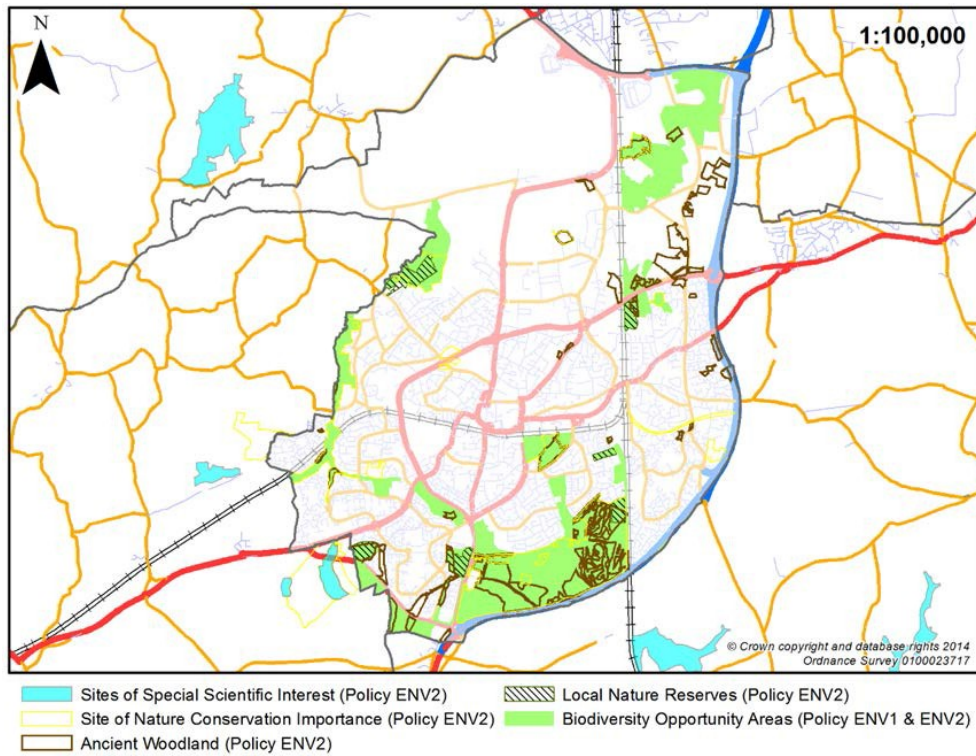 N
1:100,000
© Crown copyright and database rights 2014
Ordnance Survey 0100023717
Sites of Special Scientific Interest (Policy ENV2)
Local Nature Reserves (Policy ENV2)
Site of Nature Conservation Importance (Policy ENV2)
Biodiversity Opportunity Areas (Policy ENV1 & ENV2)
Ancient Woodland (Policy ENV2)